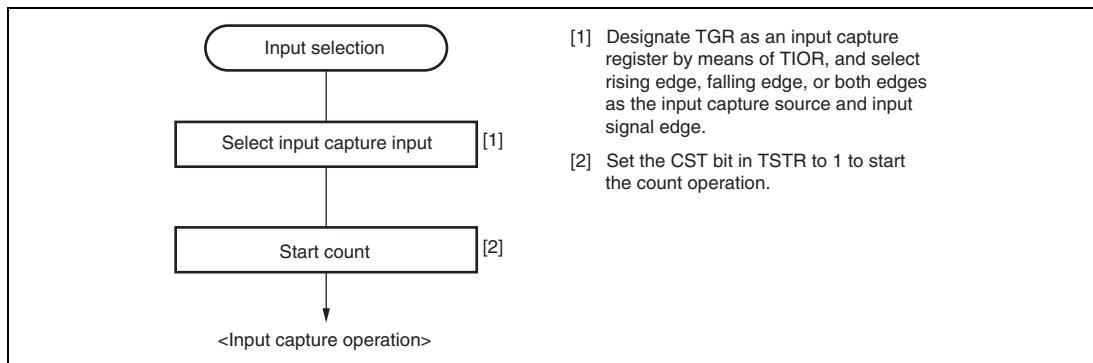 Input selection
Select input capture input
[1]
Start count
[2]
<Input capture operation>
[1] Designate TGR as an input capture
register by means of TIOR, and select
rising edge, falling edge, or both edges
as the input capture source and input
signal edge.
[2] Set the CST bit in TSTR to 1 to start
the count operation.